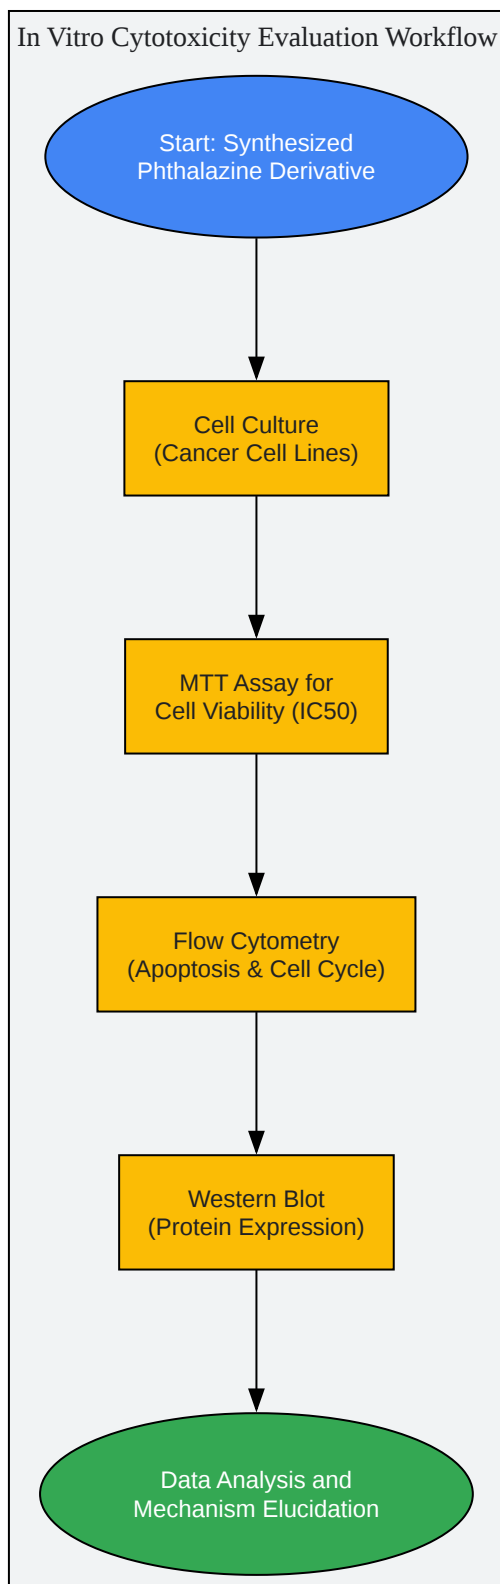 In Vitro Cytotoxicity Evaluation Workflow
Start: Synthesized
Phthalazine Derivative
Cell Culture
(Cancer Cell Lines)
MTT Assay for
Cell Viability (IC50)
Flow Cytometry
(Apoptosis & Cell Cycle)
Western Blot
(Protein Expression)
Data Analysis and
Mechanism Elucidation